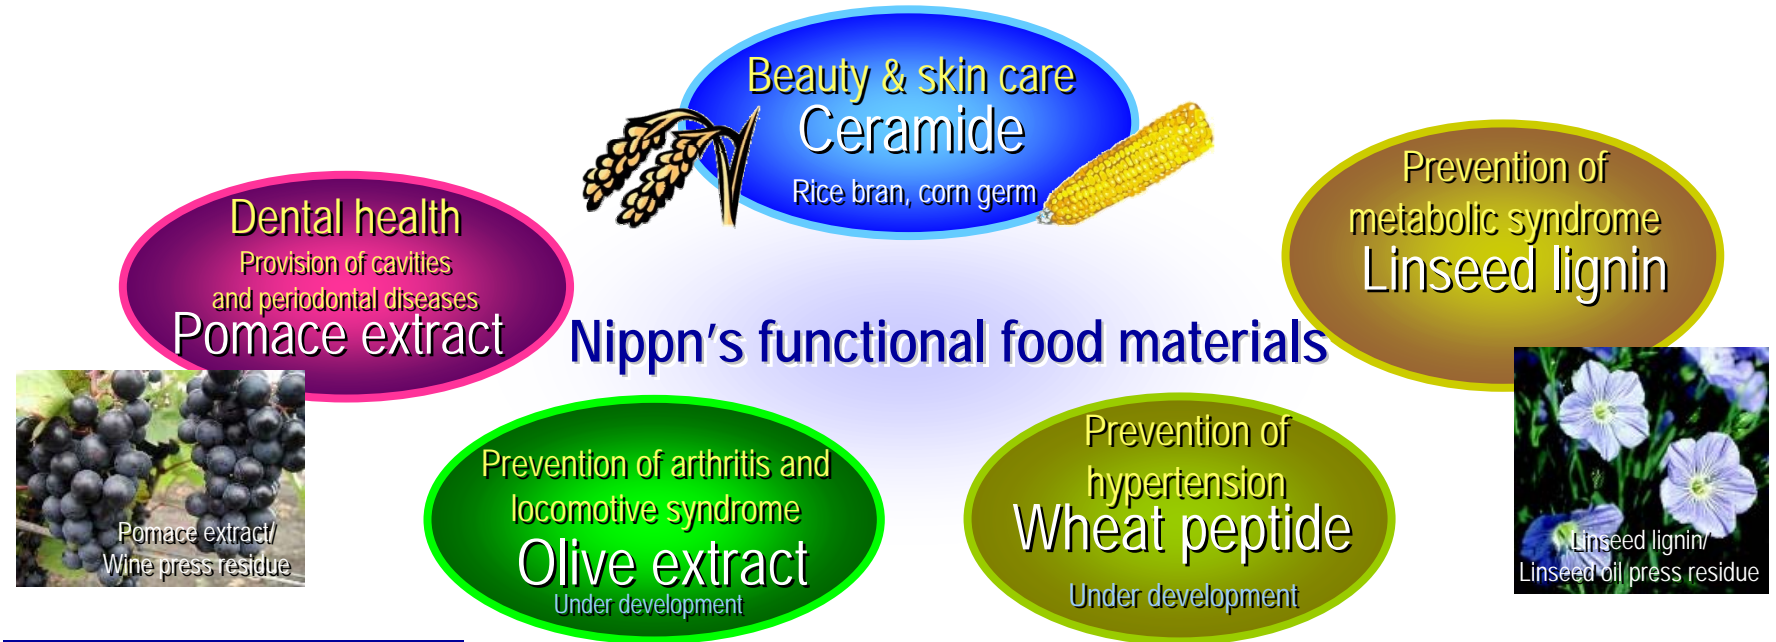 Beauty & skin care
Ceramide
Rice bran, corn germ
Dental health
Provision of cavities
and periodontal diseases
Pomace extract
Prevention of
metabolic syndrome
Linseed lignin
Nippn's functional food materials
Pomace extract/
Wine press residue
Prevention of arthritis and
locomotive syndrome
Olive extract
Under development
Prevention of
hypertension
Wheat peptide
Under development
Linseed lignin/
Linseed oil press residue